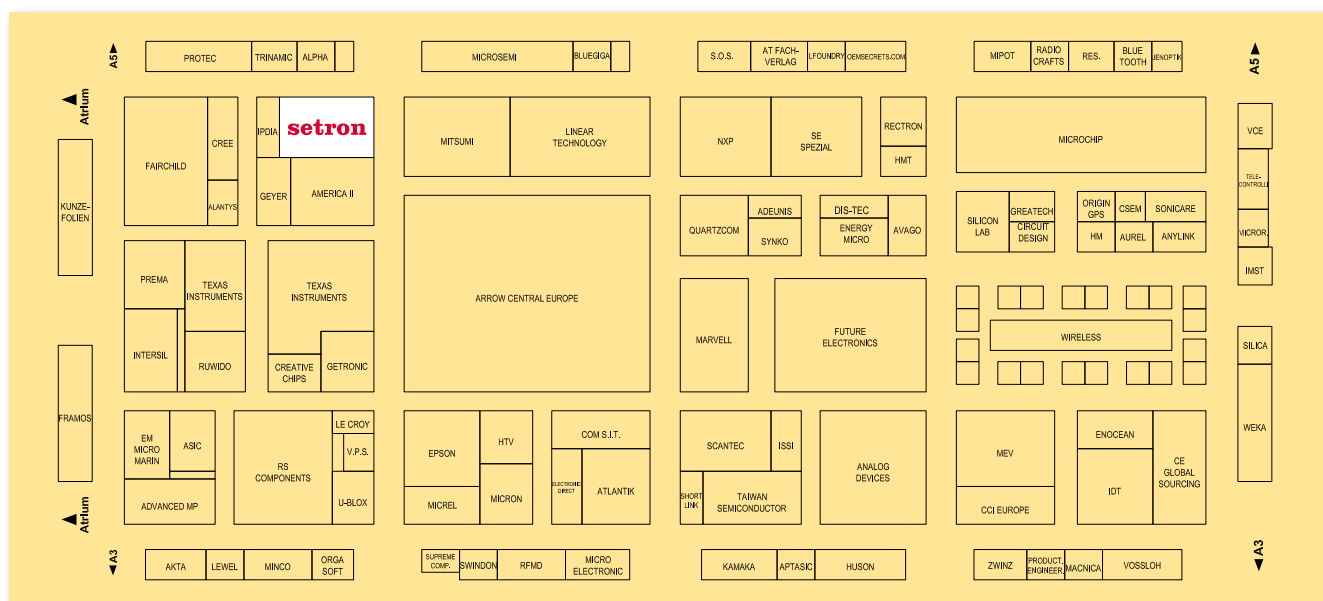 A5
PROTEC
TRINAMIC
ALPHA
MICROSEMI
BLUEGIGA
S.O.S.
AT FACH-
VERLAG
LFOUNDRY
OEMSECRETS.COM
MIPOT
RADIO
CRAFTS
RES.
BLUE
TOOTH
JENOPTIK
A5
Atrium
KUNZE-
FOLIEN
FRAMOS
Atrium
FAIRCHILD
CREE
ALANTYS
IPDIA
setron
GEYER
AMERICA II
MITSUMI
LINEAR
TECHNOLOGY
NXP
SE
SPEZIAL
RECTRON
HMT
MICROCHIP
VCE
TELE-
CONTROLLI
MICROR.
IMST
QUARTZCOM
ADEUNIS
SYNKO
DIS-TEC
ENERGY
MICRO
AVAGO
SILICON
LAB
GREATECH
CIRCUIT
DESIGN
ORIGIN
GPS
CSEM
SONICARE
HM
AUREL
ANYLINK
PREMA
TEXAS
INSTRUMENTS
INTERSIL
RUWIDO
TEXAS
INSTRUMENTS
CREATIVE
CHIPS
GETRONIC
ARROW CENTRAL EUROPE
MARVELL
FUTURE
ELECTRONICS
WIRELESS
SILICA
WEKA
EM
MICRO
MARIN
ASIC
ADVANCED MP
RS
COMPONENTS
LE CROY
V.P.S.
U-BLOX
EPSON
HTV
MICREL
MICRON
COM S.I.T.
ELECTRONIC
DIRECT
ATLANTIK
SCANTEC
ISSI
SHORT
LINK
TAIWAN
SEMICONDUCTOR
ANALOG
DEVICES
MEV
CCI EUROPE
ENOCEAN
IDT
CE
GLOBAL
SOURCING
A3
AKTA
LEWEL
MINCO
ORGA
SOFT
SUPREME
COMP.
SWINDON
RFMD
MICRO
ELECTRONIC
KAMAKA
APTASIC
HUSON
ZWINZ
PRODUCT.
ENGINEER.
MACNICA
VOSSLOH
A3